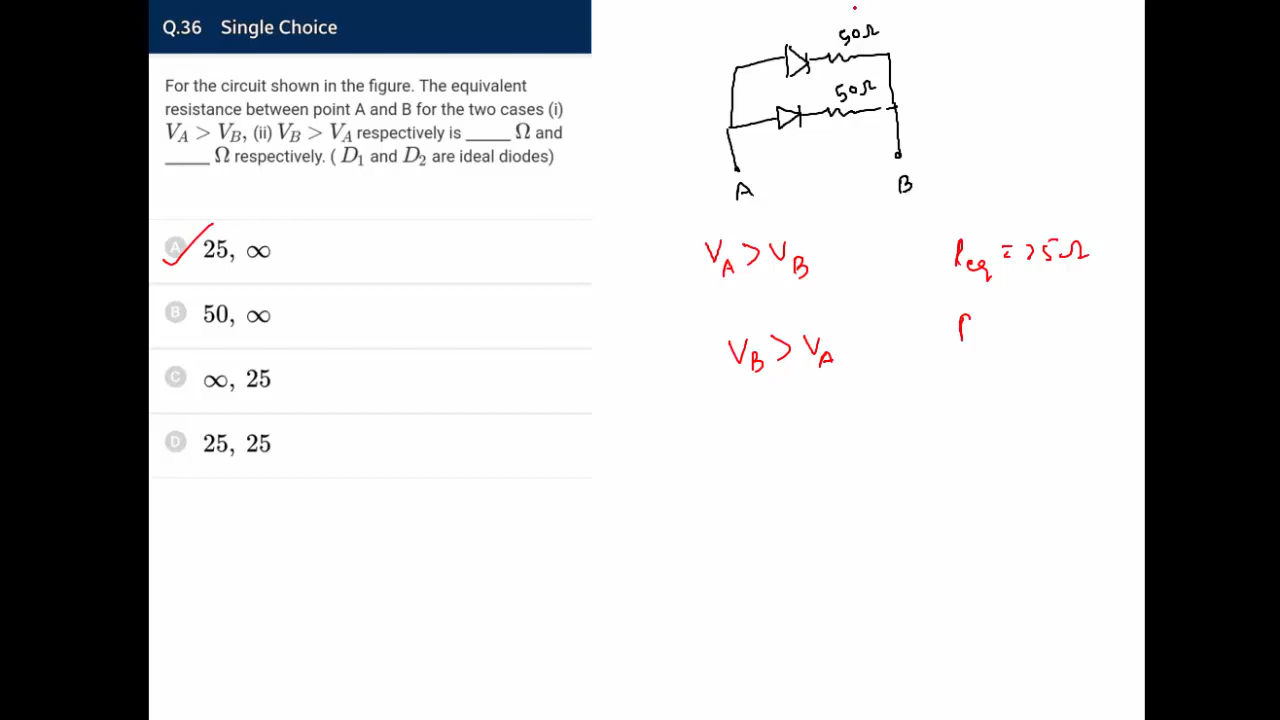 Q.36 Single Choice
For the circuit shown in the figure. The equivalent
resistance between point A and B for the two cases (i)
V_A > V_B, (ii) V_B > V_A respectively is _____ Ω and
_____ Ω respectively. ( D_1 and D_2 are ideal diodes)
A 25, ∞
B 50, ∞
C ∞, 25
D 25, 25
50Ω
50Ω
A B
V_A > V_B R_eq = 25Ω
V_B > V_A